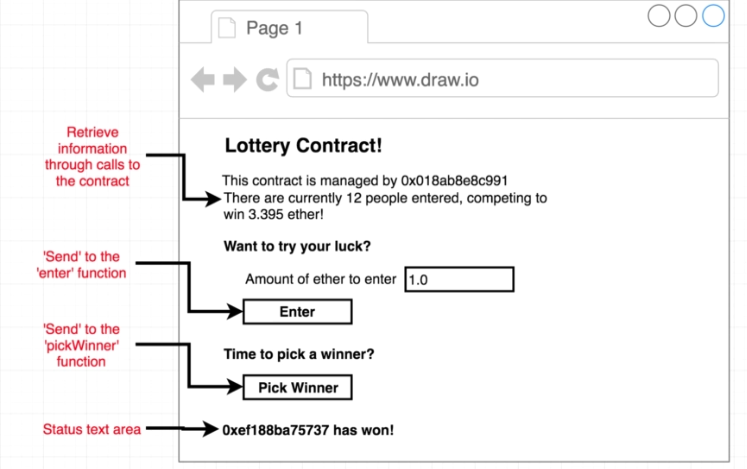 Page 1
https://www.draw.io
Retrieve
information
through calls to
the contract
Lottery Contract!
This contract is managed by 0x018ab8e8c991
There are currently 12 people entered, competing to
win 3.395 ether!
Want to try your luck?
'Send' to the
'enter' function
Amount of ether to enter 1.0
Enter
'Send' to the
'pickWinner'
function
Time to pick a winner?
Pick Winner
Status text area
0xef188ba75737 has won!